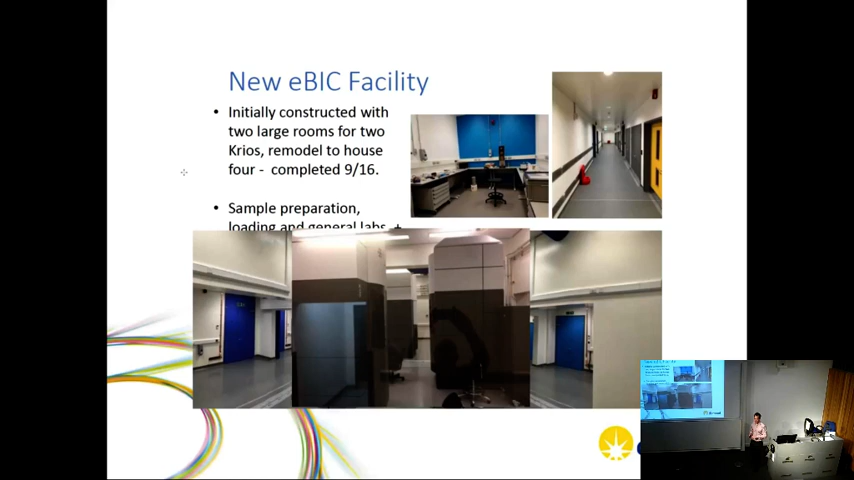 New eBIC Facility
• Initially constructed with
two large rooms for two
Krios, remodel to house
four - completed 9/16.
• Sample preparation,
loading and general labs +